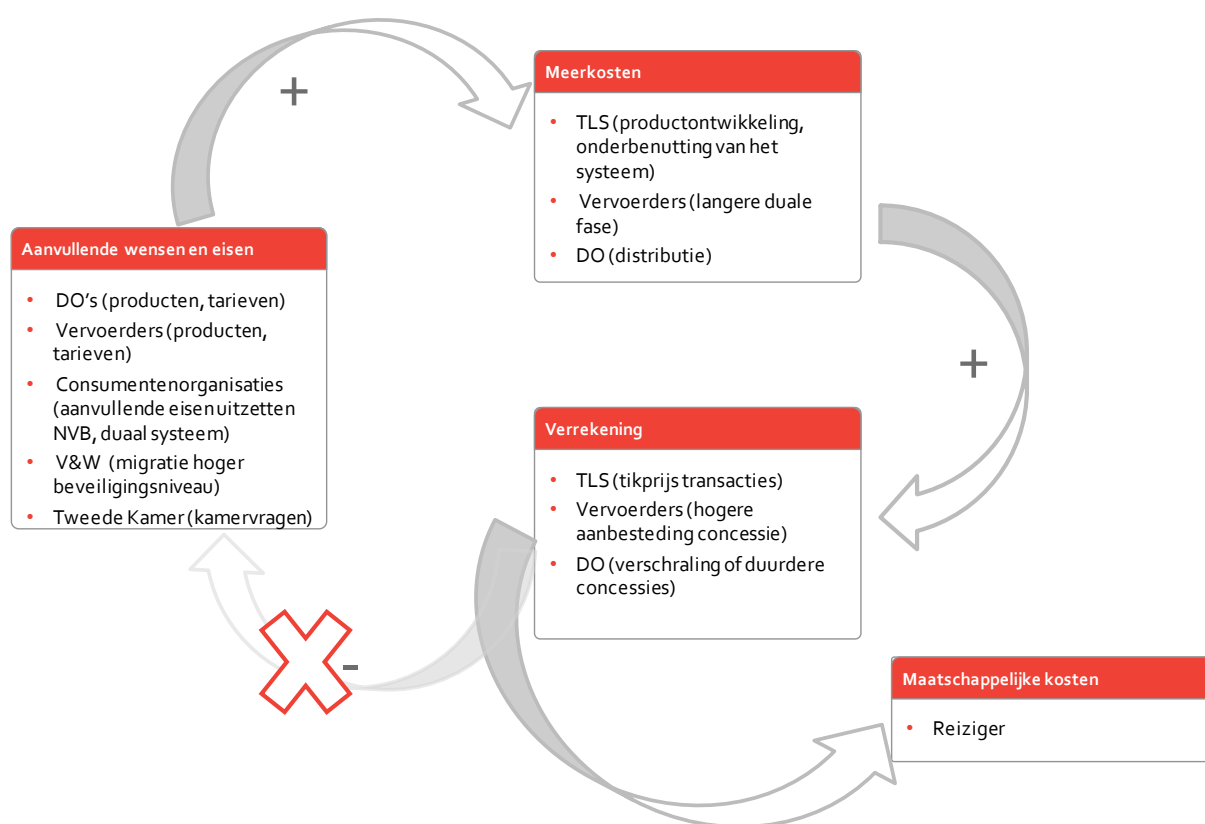 +
Meerkosten
• TLS (productontwikkeling,
onderbenutting van het
systeem)
• Vervoerders (langere duale
fase)
• DO (distributie)
Aanvullende wensen en eisen
• DO's (producten, tarieven)
• Vervoerders (producten,
tarieven)
• Consumentenorganisaties
(aanvullende eisen uitzetten
NVB, duaal systeem)
• V&W (migratie hoger
beveiligingsniveau)
• Tweede Kamer (kamervragen)
+
Verrekening
• TLS (tikprijs transacties)
• Vervoerders (hogere
aanbesteding concessie)
• DO (verschraling of duurdere
concessies)
-
Maatschappelijke kosten
• Reiziger